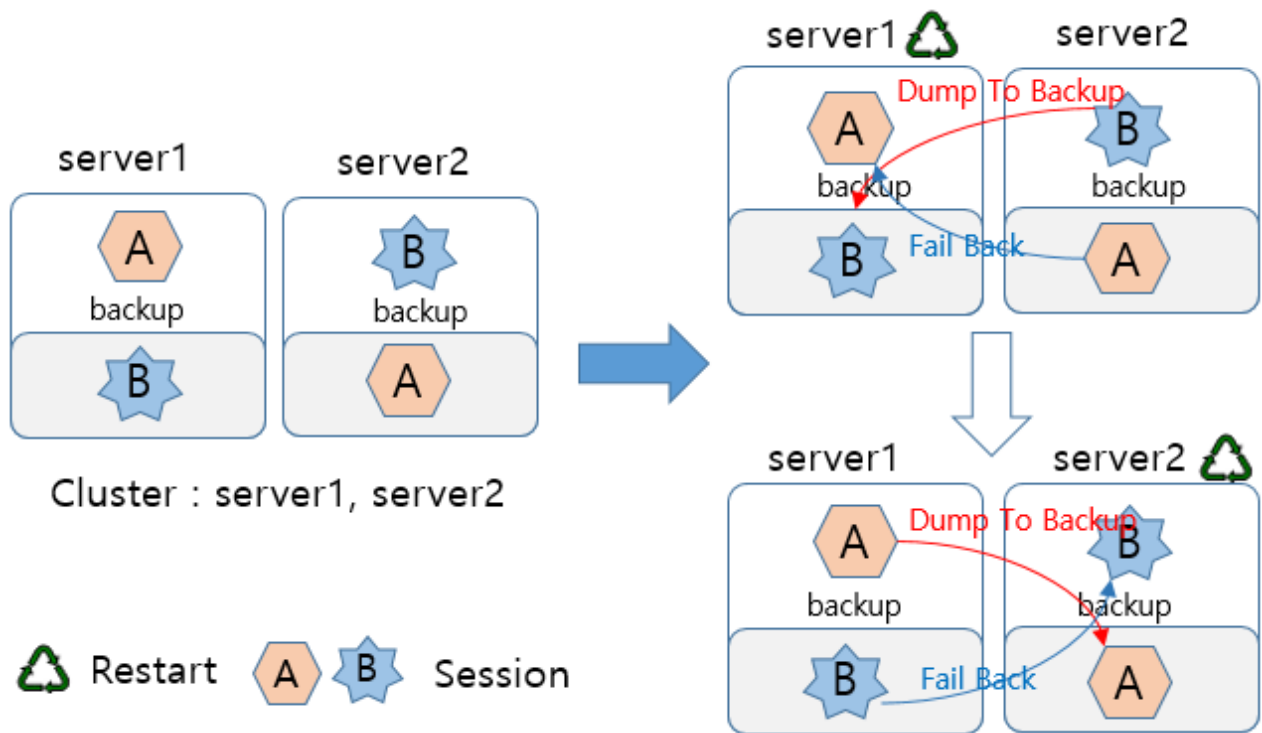 server1
server2
A
B
backup
backup
B
A
Cluster : server1, server2
Restart
A
B
Session
server1
server2
Dump To Backup
A
B
backup
backup
Fail Back
B
A
server1
server2
Dump To Backup
A
B
backup
backup
B
Fail Back
A